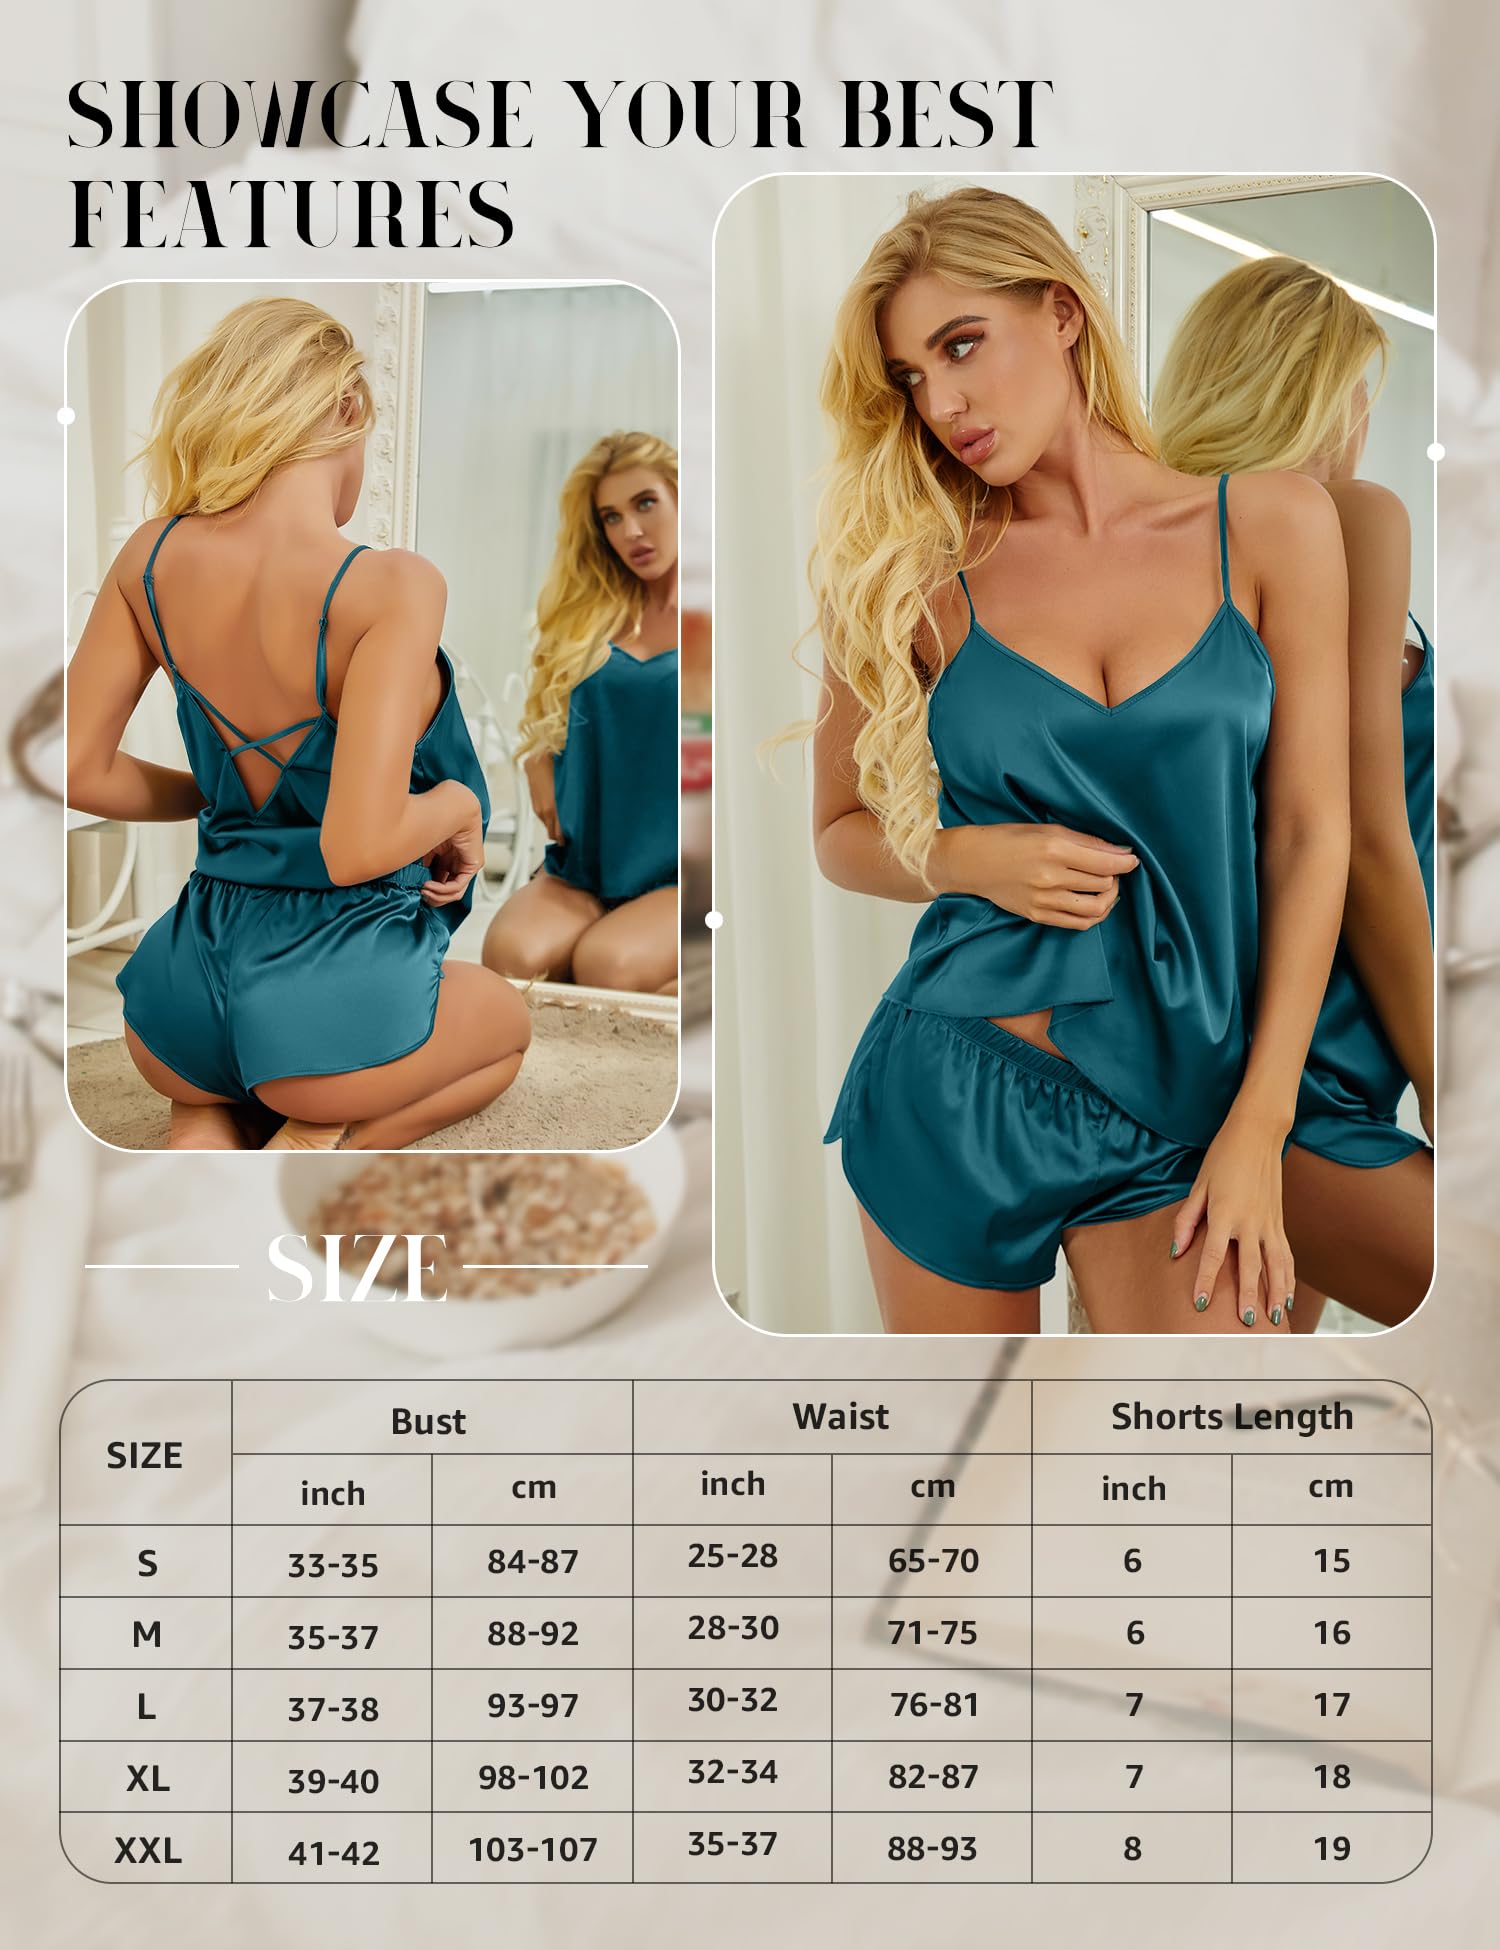 SHOWCASE YOUR BEST
FEATURES
SIZE
SIZE Bust Waist Shorts Length
inch cm inch cm inch cm
S 33-35 84-87 25-28 65-70 6 15
M 35-37 88-92 28-30 71-75 6 16
L 37-38 93-97 30-32 76-81 7 17
XL 39-40 98-102 32-34 82-87 7 18
XXL 41-42 103-107 35-37 88-93 8 19